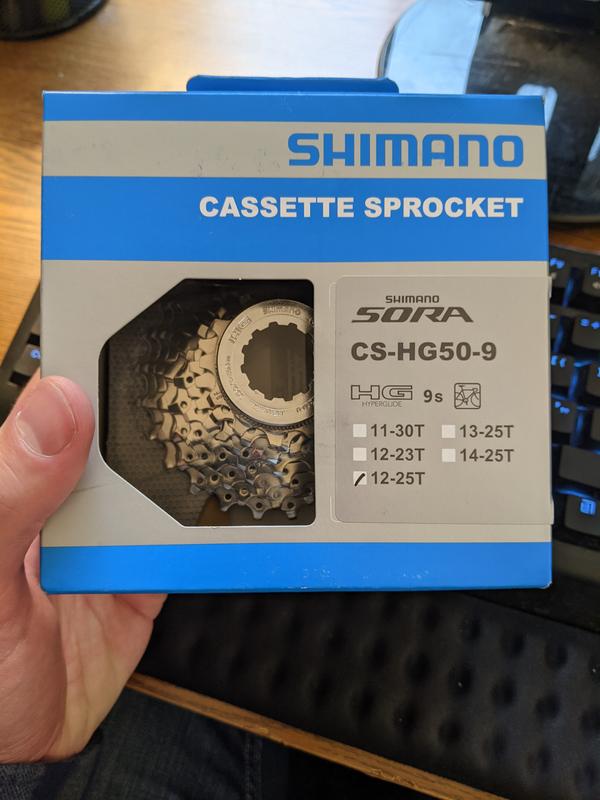 SHIMANO
CASSETTE SPROCKET
SHIMANO
SORA
CS-HG50-9
HG
HYPERGLIDE
9s
11-30T
13-25T
12-23T
14-25T
12-25T
SHIMANO